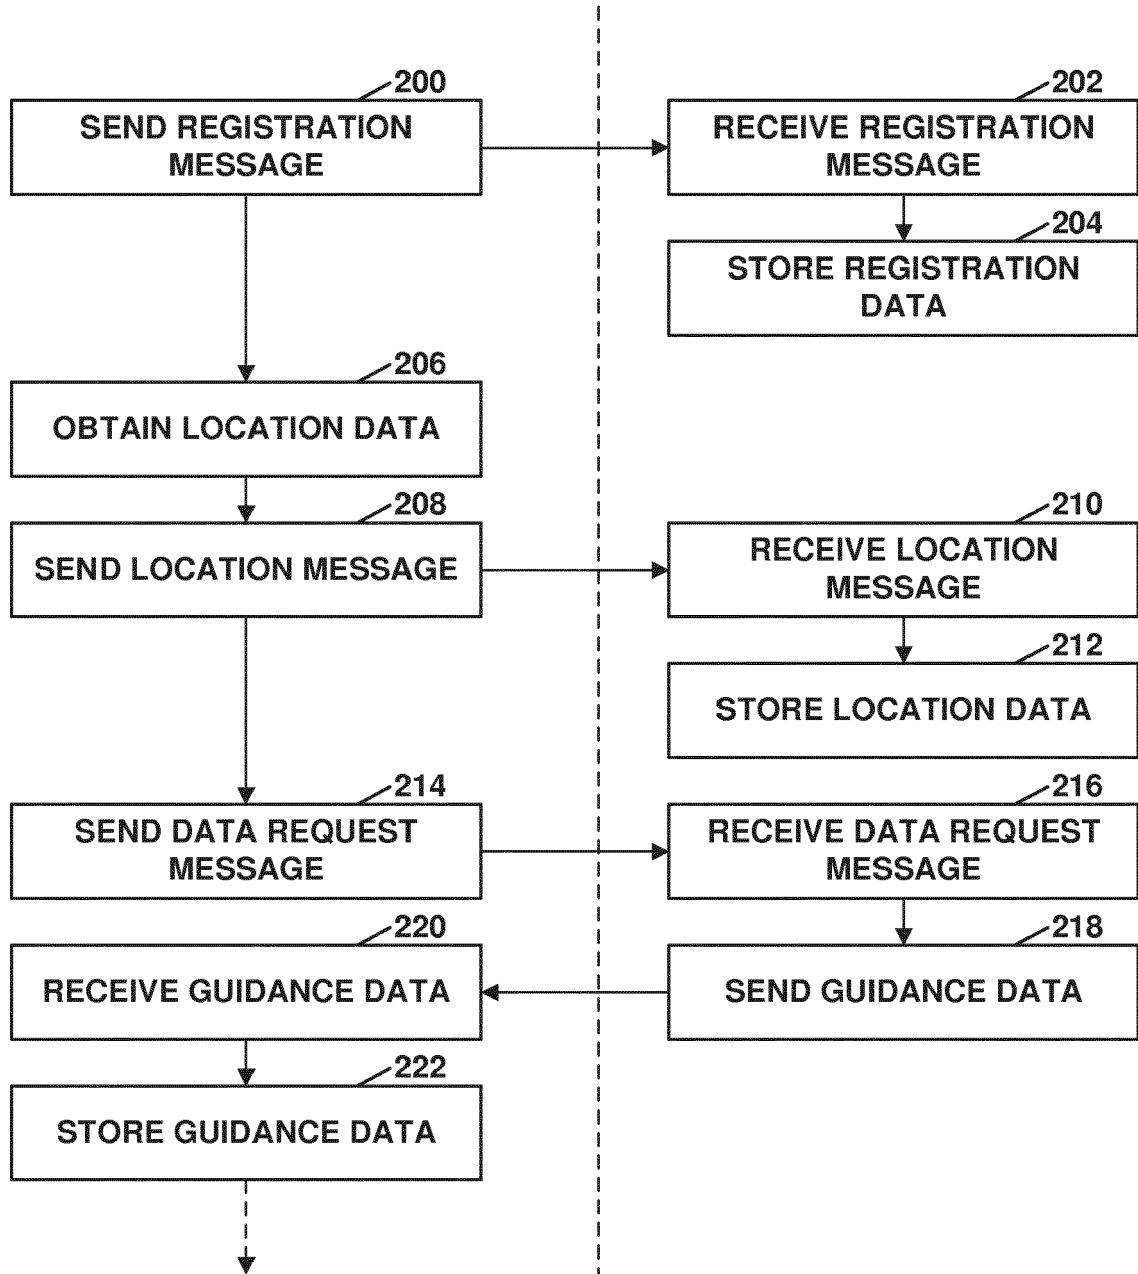 200
SEND REGISTRATION
MESSAGE
202
RECEIVE REGISTRATION
MESSAGE
204
STORE REGISTRATION
DATA
206
OBTAIN LOCATION DATA
208
SEND LOCATION MESSAGE
210
RECEIVE LOCATION
MESSAGE
212
STORE LOCATION DATA
214
SEND DATA REQUEST
MESSAGE
216
RECEIVE DATA REQUEST
MESSAGE
218
SEND GUIDANCE DATA
220
RECEIVE GUIDANCE DATA
222
STORE GUIDANCE DATA